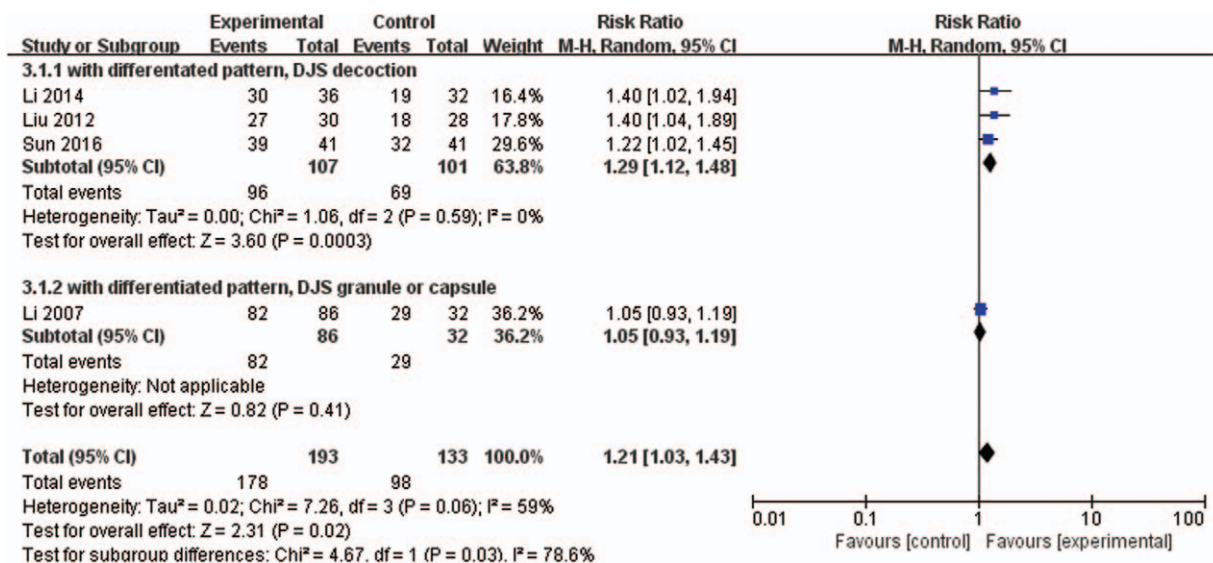 Experimental Control Risk Ratio Risk Ratio
Study or Subgroup Events Total Events Total Weight M-H, Random, 95% CI M-H, Random, 95% CI
3.1.1 with differentated pattern, DJS decoction
Li 2014 30 36 19 32 16.4% 1.40 [1.02, 1.94]
Liu 2012 27 30 18 28 17.8% 1.40 [1.04, 1.89]
Sun 2016 39 41 32 41 29.6% 1.22 [1.02, 1.45]
Subtotal (95% CI) 107 101 63.8% 1.29 [1.12, 1.48]
Total events 96 69
Heterogeneity: Tau² = 0.00; Chi² = 1.06, df = 2 (P = 0.59); I² = 0%
Test for overall effect: Z = 3.60 (P = 0.0003)
3.1.2 with differentiated pattern, DJS granule or capsule
Li 2007 82 86 29 32 36.2% 1.05 [0.93, 1.19]
Subtotal (95% CI) 86 32 36.2% 1.05 [0.93, 1.19]
Total events 82 29
Heterogeneity: Not applicable
Test for overall effect: Z = 0.82 (P = 0.41)
Total (95% CI) 193 133 100.0% 1.21 [1.03, 1.43]
Total events 178 98
Heterogeneity: Tau² = 0.02; Chi² = 7.26, df = 3 (P = 0.06); I² = 59%
Test for overall effect: Z = 2.31 (P = 0.02)
Test for subgroup differences: Chi² = 4.67, df = 1 (P = 0.03), I² = 78.6%
0.01 0.1 1 10 100
Favours [control] Favours [experimental]